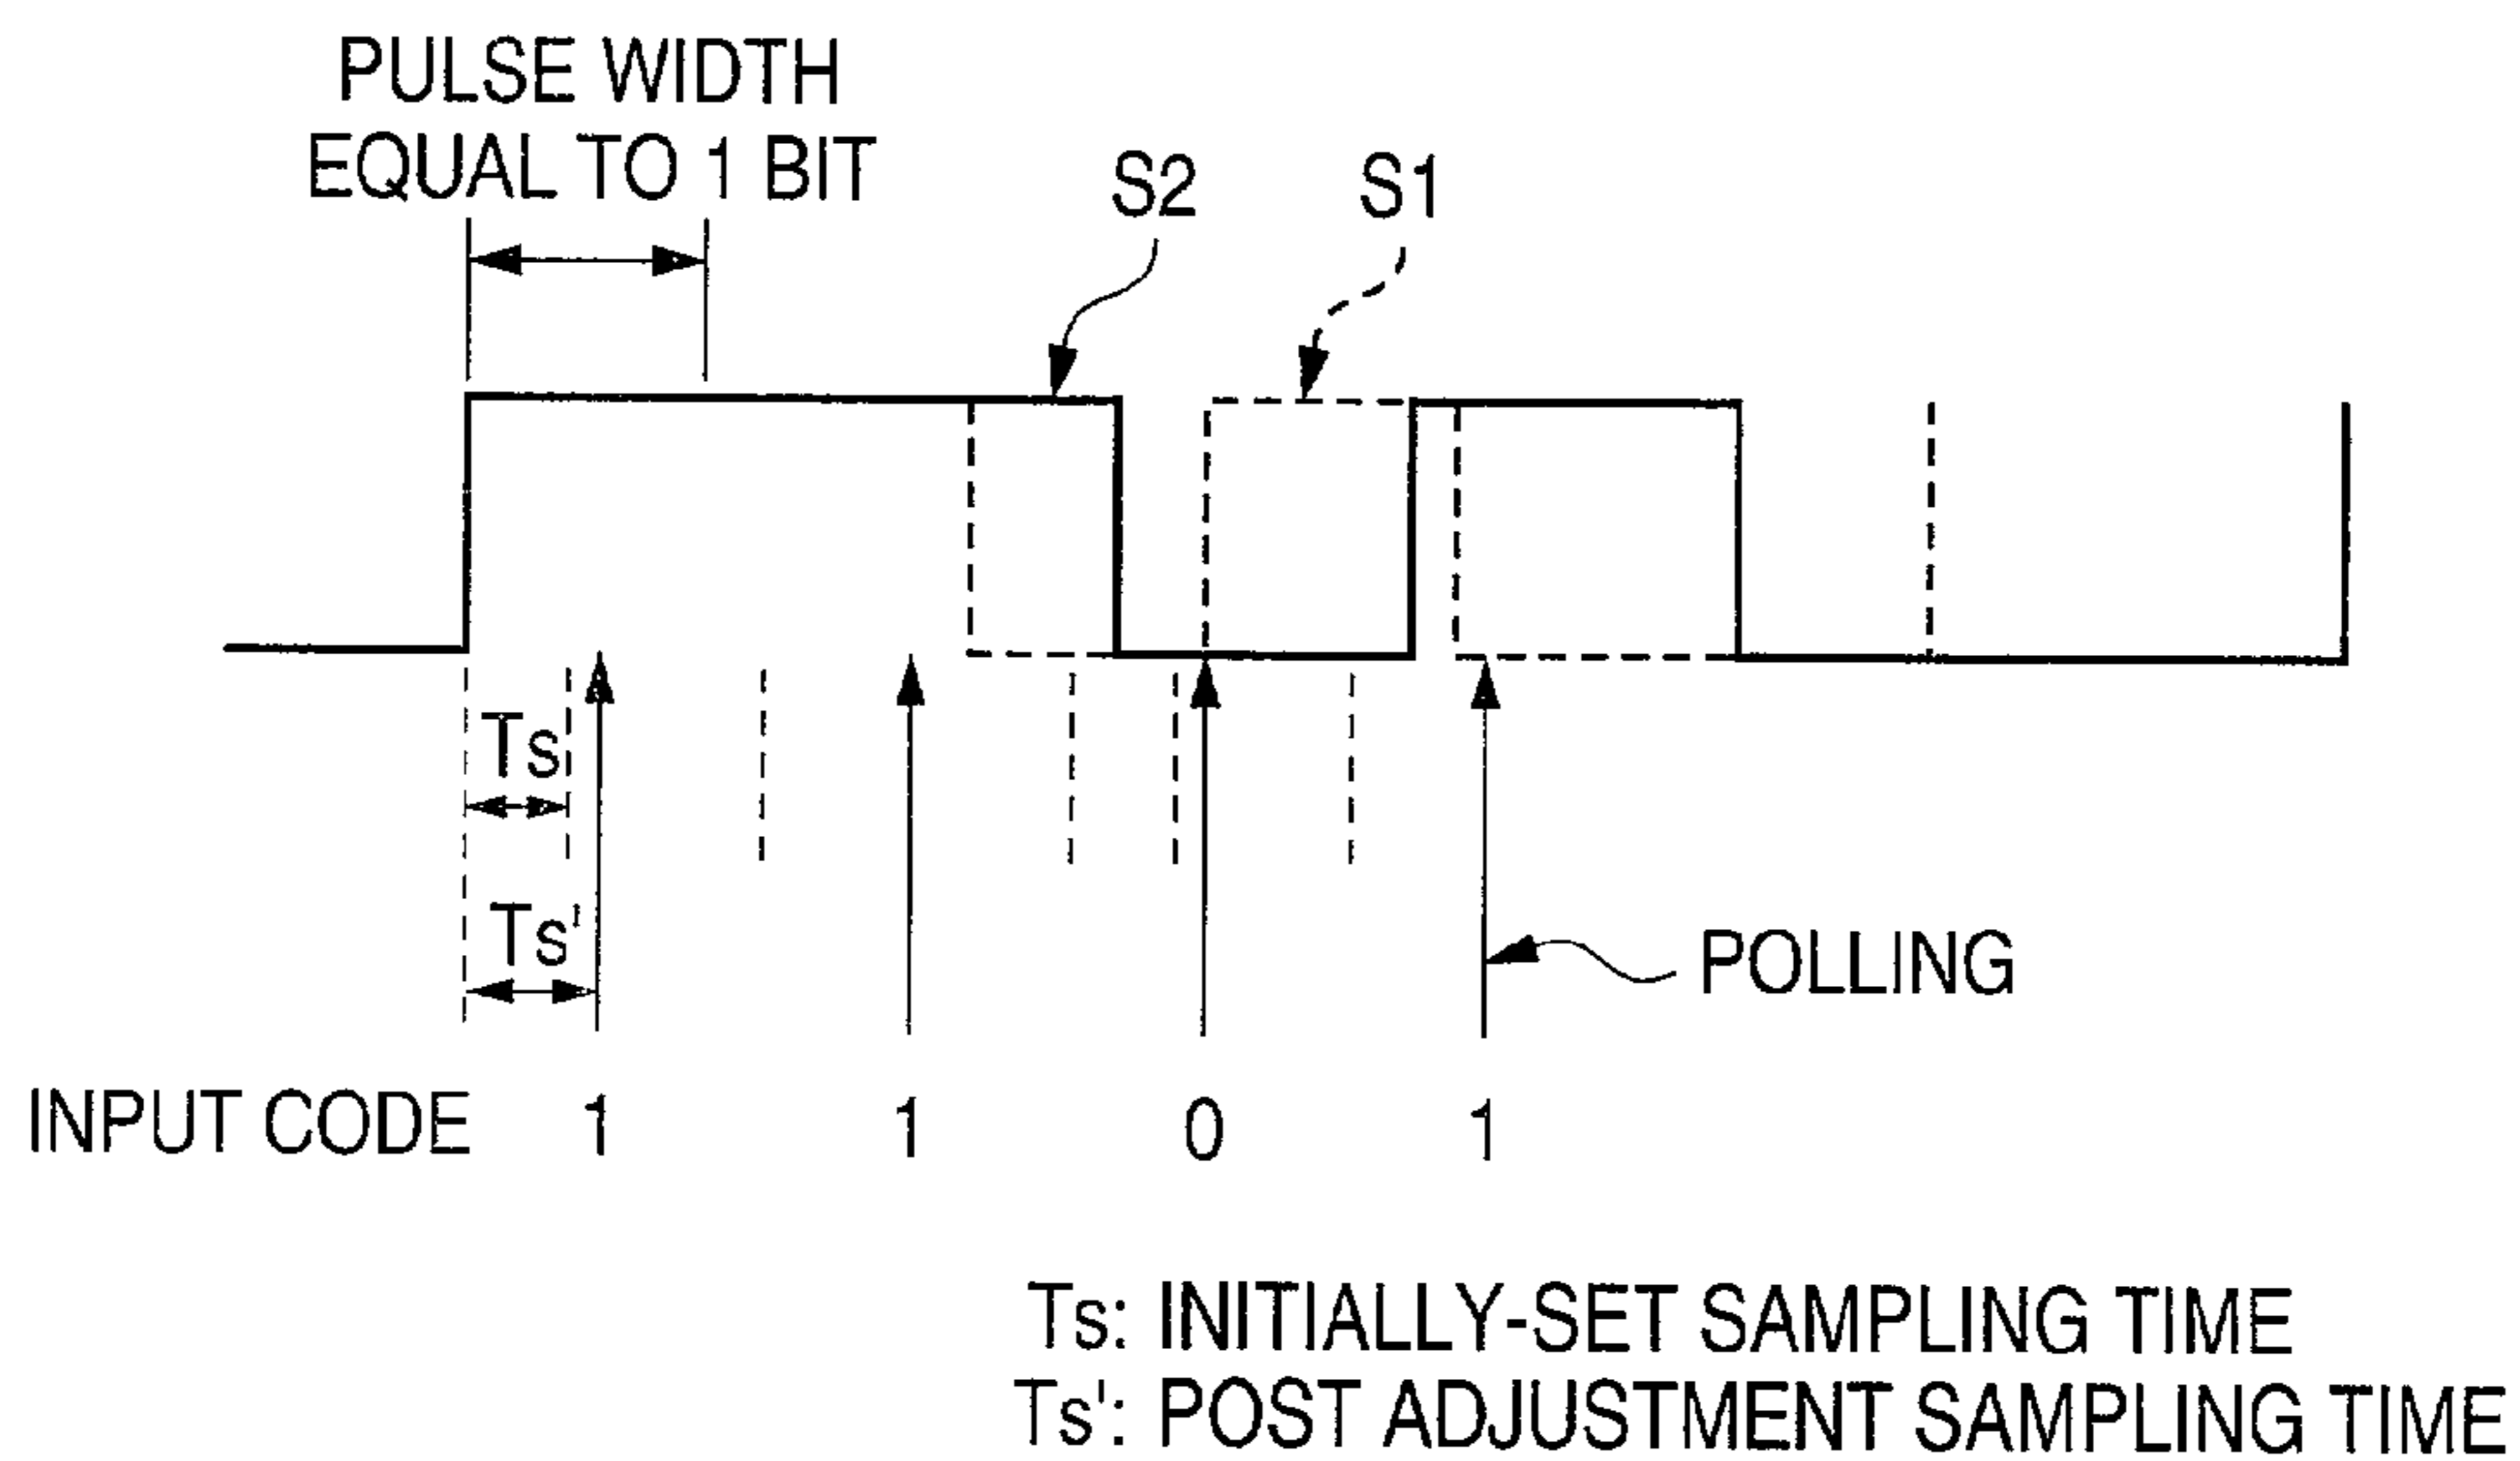 PULSE WIDTH
EQUAL TO 1 BIT
S2
S1
Ts
Ts'
POLLING
INPUT CODE 1 1 0 1
Ts: INITIALLY-SET SAMPLING TIME
Ts': POST ADJUSTMENT SAMPLING TIME